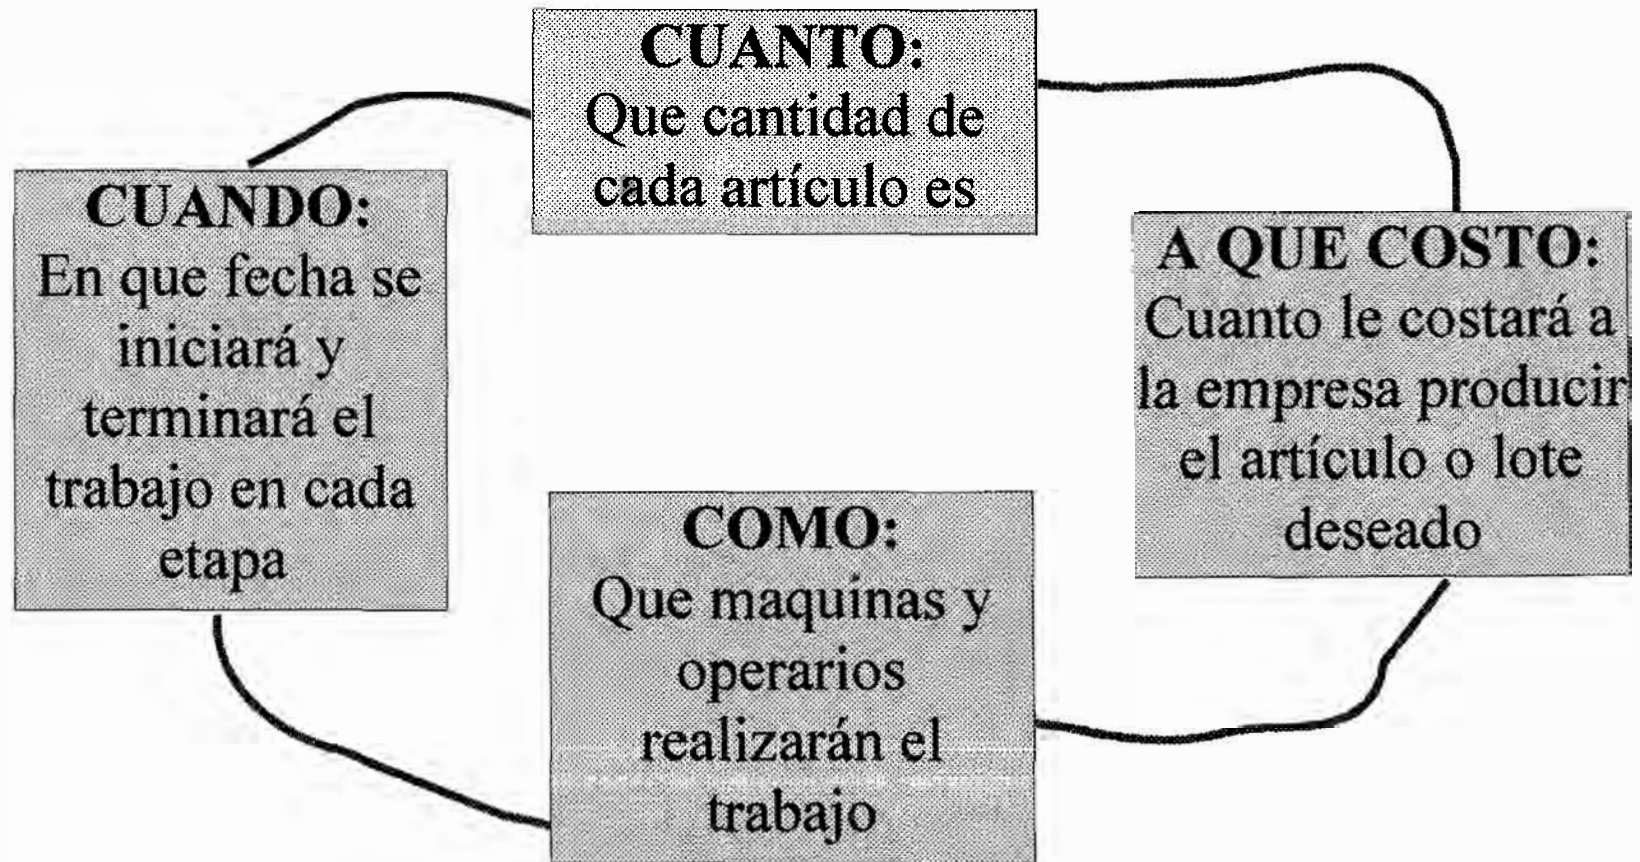 CUANTO:
Que cantidad de
cada artículo es
CUANDO:
En que fecha se
iniciará y
terminará el
trabajo en cada
etapa
A QUE COSTO:
Cuanto le costará a
la empresa producir
el artículo o lote
deseado
COMO:
Que maquínas y
operarios
realizarán el
trabajo